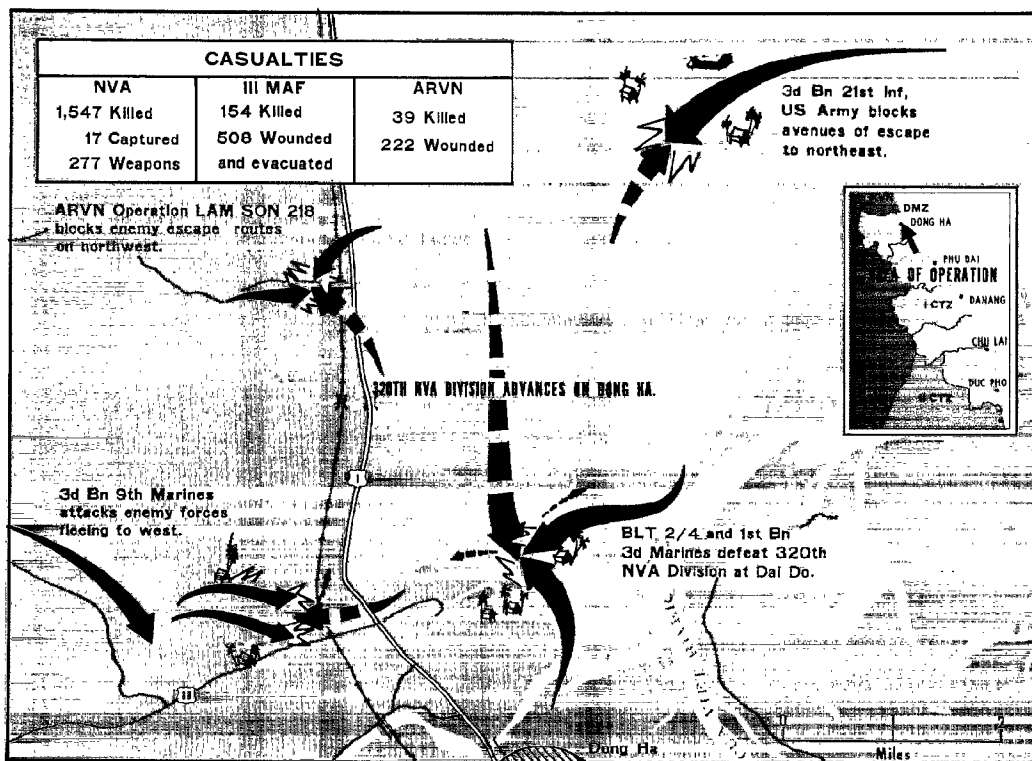 CASUALTIES
NVA
1,547 Killed
17 Captured
277 Weapons
III MAF
154 Killed
508 Wounded
and evacuated
ARVN
39 Killed
222 Wounded
3d Bn 21st Inf,
US Army blocks
avenues of escape
to northeast.
ARVN Operation LAM SON 218
blocks enemy escape routes
on northwest.
DMZ
DONG HA
PHU BAI
OF OPERATION
I CTZ
DANANG
CHU LAI
DUC PHO
II CTZ
320TH NVA DIVISION ADVANCES ON DONG HA.
1
3d Bn 9th Marines
attacks enemy forces
fleeing to west.
BLT 2/4 and 1st Bn
3d Marines defeat 320th
NVA Division at Dai Do.
Dong Ha
0
2
Miles